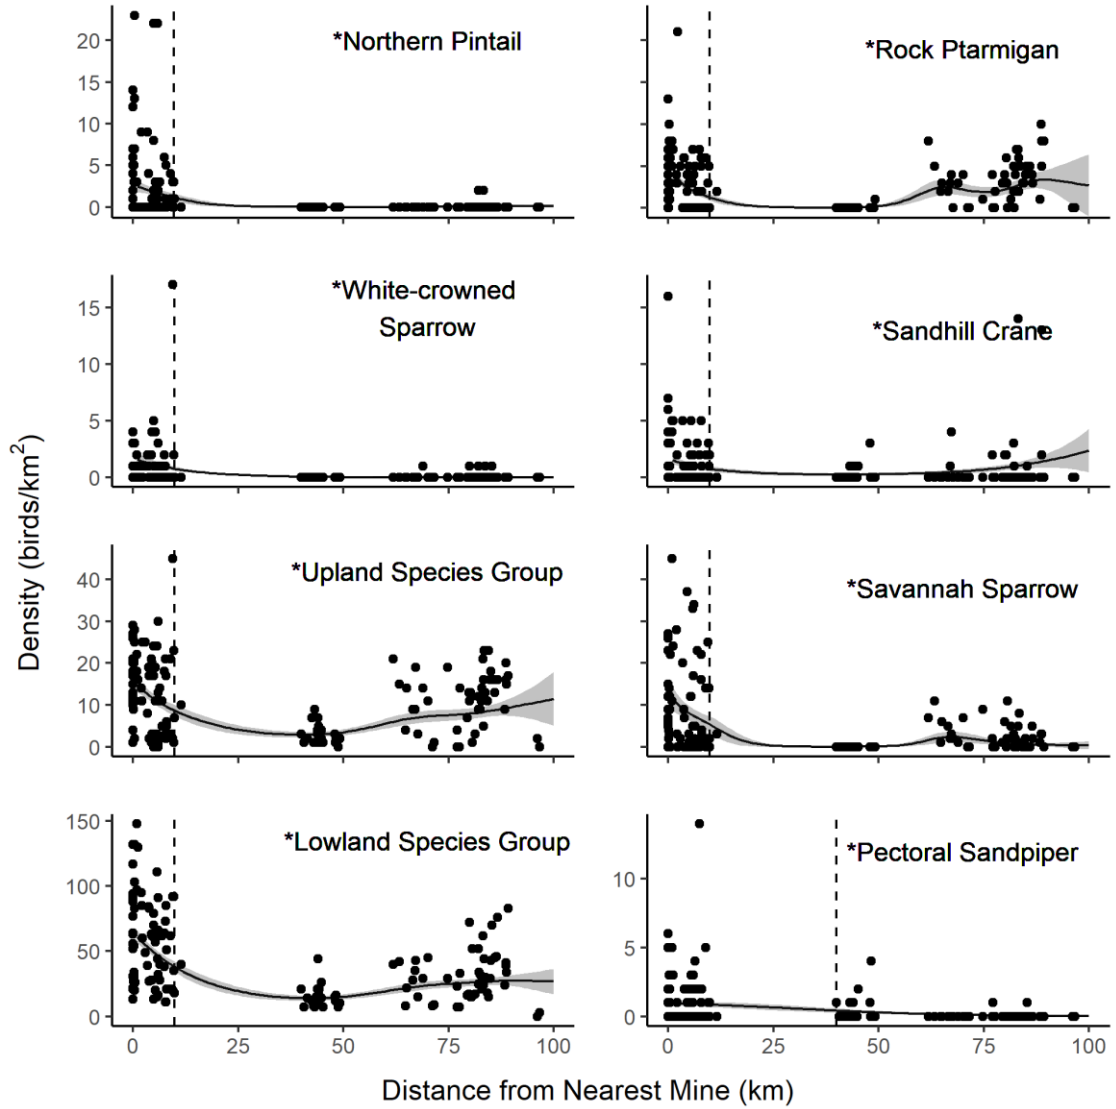 *Northern Pintail
20
15
10
5
0
*Rock Ptarmigan
*White-crowned
Sparrow
15
10
5
0
*Sandhill Crane
*Upland Species Group
40
30
20
10
0
*Savannah Sparrow
*Lowland Species Group
150
100
50
0
0 25 50 75 100
*Pectoral Sandpiper
10
5
0
0 25 50 75 100
Density (birds/km²)
Distance from Nearest Mine (km)